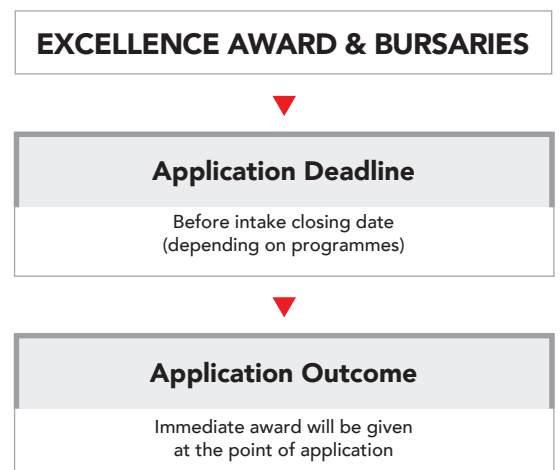 EXCELLENCE AWARD & BURSARIES
Application Deadline
Before intake closing date
(depending on programmes)
Application Outcome
Immediate award will be given
at the point of application